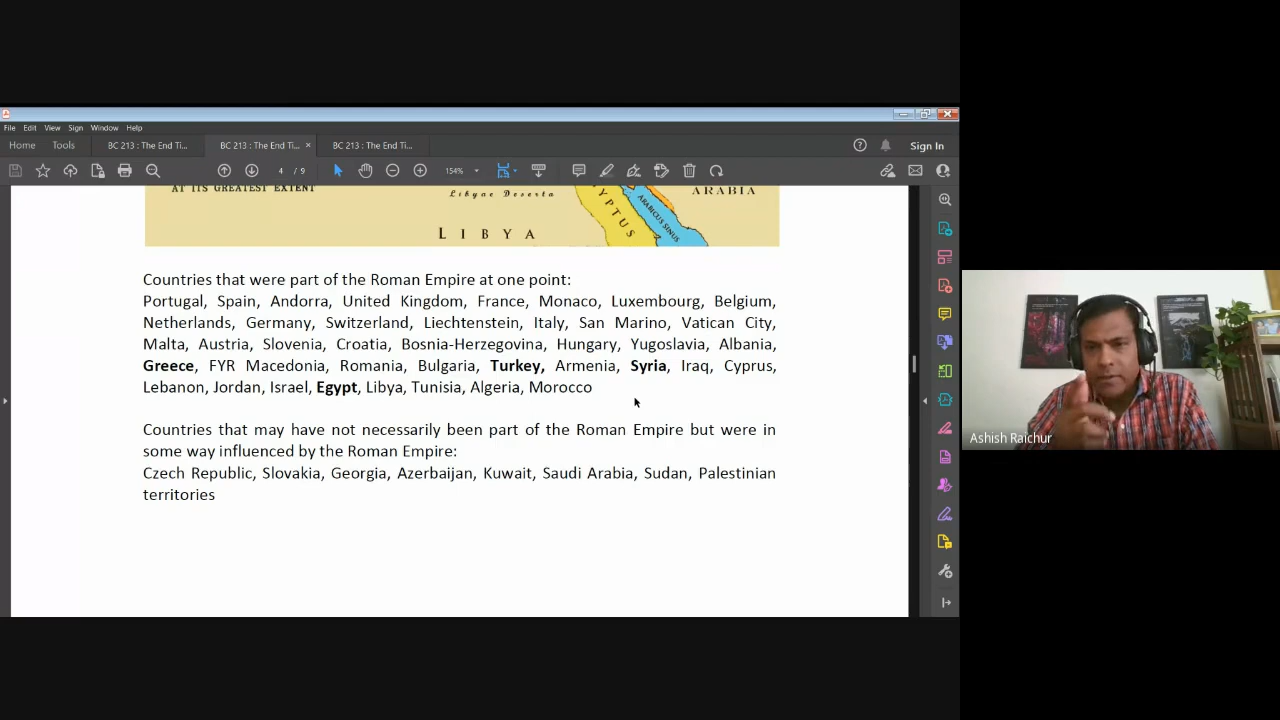 File Edit View Sign Window Help
Home Tools BC 213 : The End Ti... BC 213 : The End Ti... × BC 213 : The End Ti... Sign In
4 / 9 154%
AT ITS GREATEST EXTENT
Libyae Deserta
YPTUS
ARABICUS SINUS
ARABIA
LIBYA
Countries that were part of the Roman Empire at one point:
Portugal, Spain, Andorra, United Kingdom, France, Monaco, Luxembourg, Belgium,
Netherlands, Germany, Switzerland, Liechtenstein, Italy, San Marino, Vatican City,
Malta, Austria, Slovenia, Croatia, Bosnia-Herzegovina, Hungary, Yugoslavia, Albania,
Greece, FYR Macedonia, Romania, Bulgaria, Turkey, Armenia, Syria, Iraq, Cyprus,
Lebanon, Jordan, Israel, Egypt, Libya, Tunisia, Algeria, Morocco
Countries that may have not necessarily been part of the Roman Empire but were in
some way influenced by the Roman Empire:
Czech Republic, Slovakia, Georgia, Azerbaijan, Kuwait, Saudi Arabia, Sudan, Palestinian
territories
Ashish Raichur